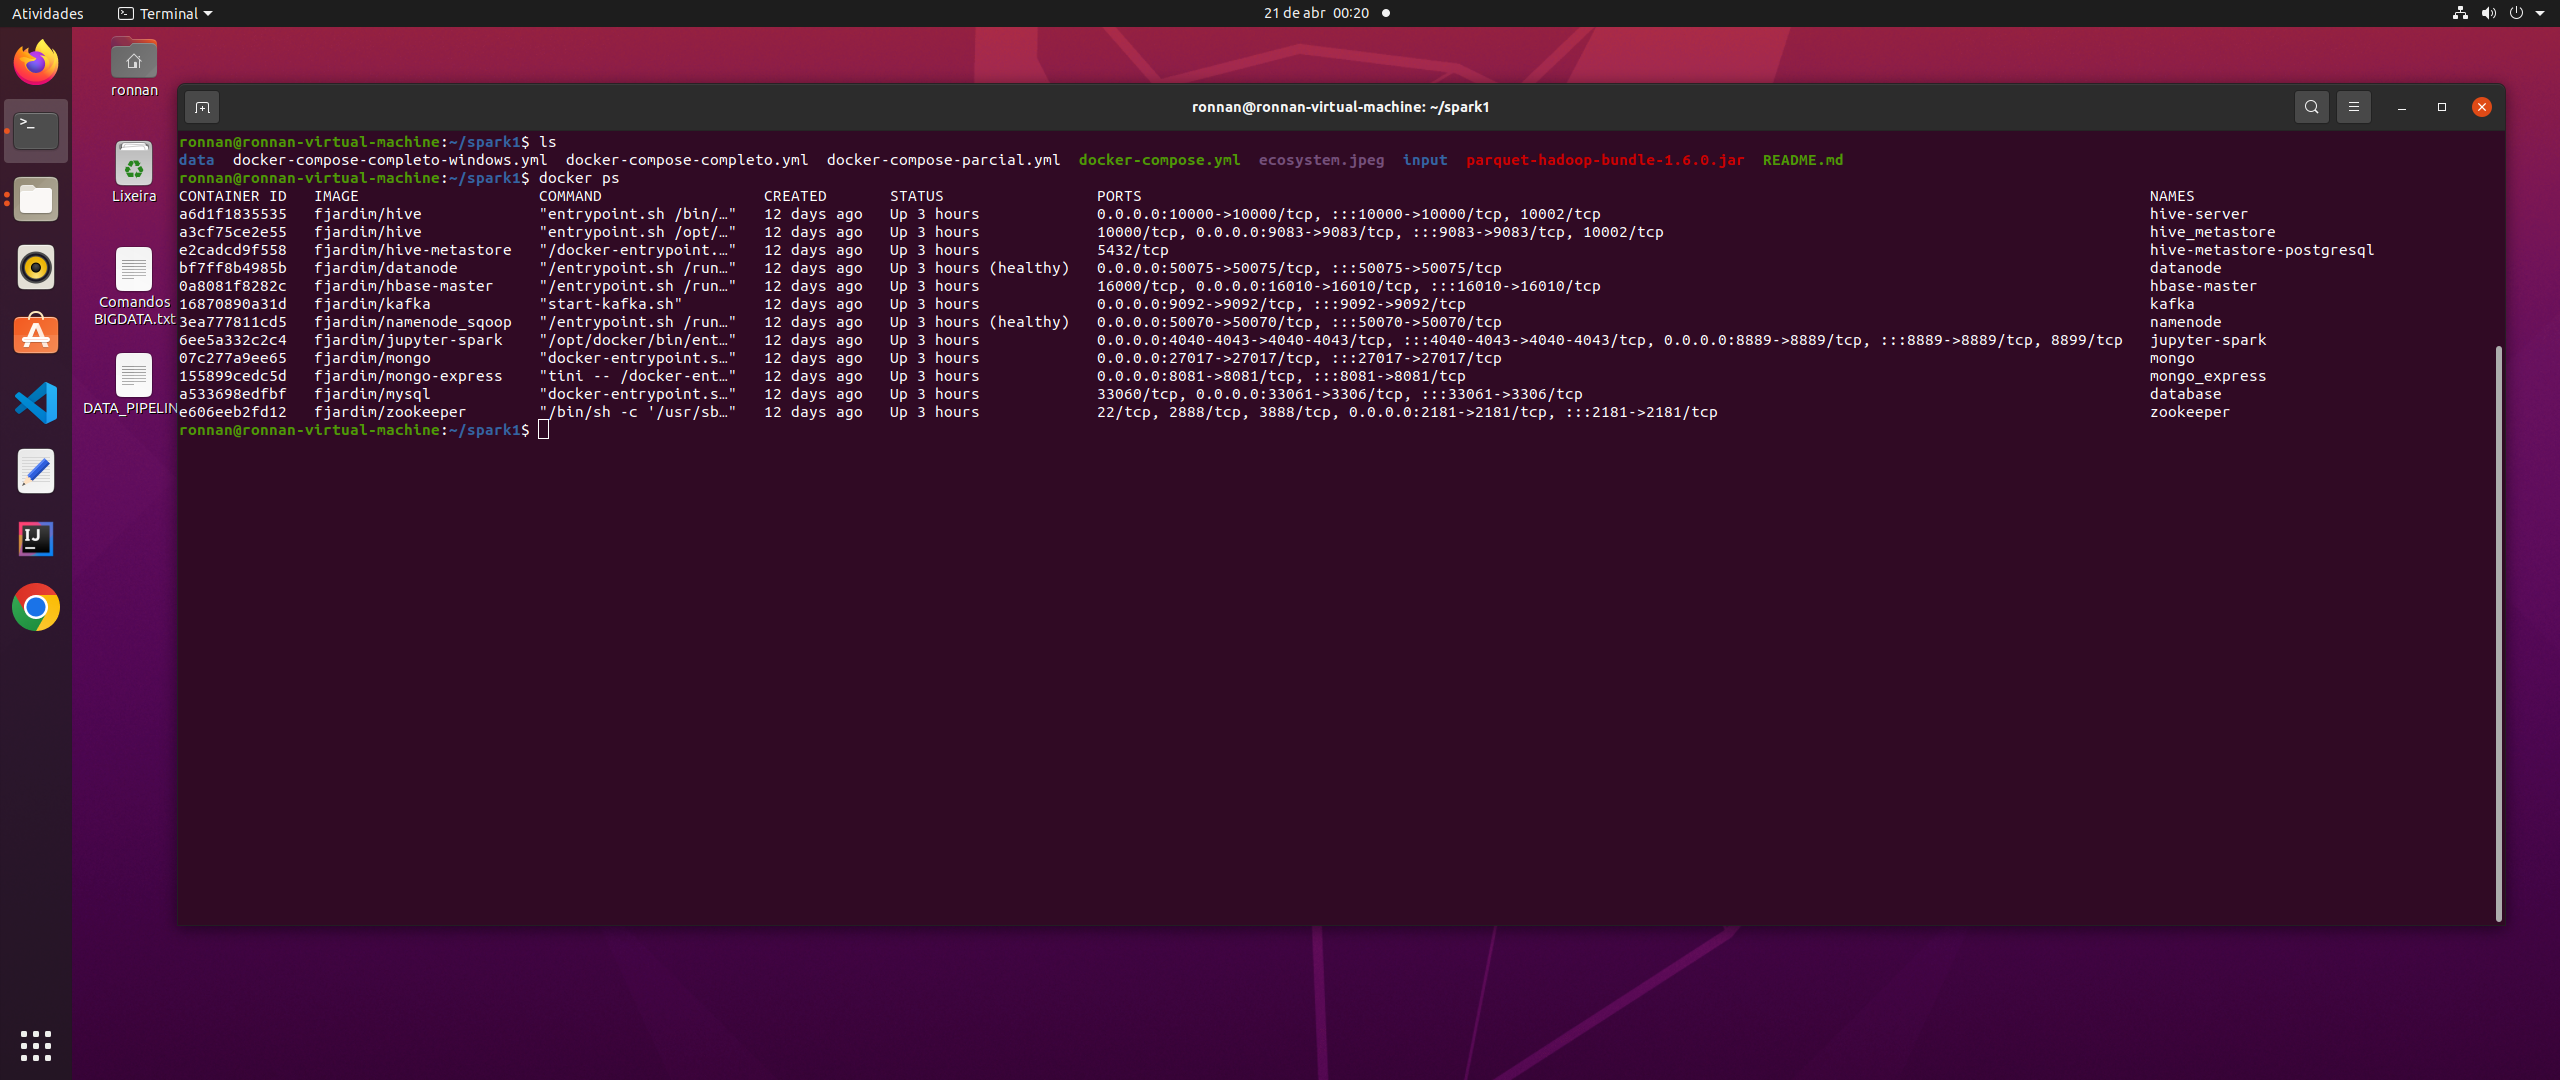 Atividades Terminal 21 de abr 00:20
ronnan
Lixeira
Comandos BIGDATA.txt
DATA_PIPELIN
ronnan@ronnan-virtual-machine: ~/spark1
ronnan@ronnan-virtual-machine:~/spark1$ ls
data docker-compose-completo-windows.yml docker-compose-completo.yml docker-compose-parcial.yml docker-compose.yml ecosystem.jpeg input parquet-hadoop-bundle-1.6.0.jar README.md
ronnan@ronnan-virtual-machine:~/spark1$ docker ps
CONTAINER ID IMAGE COMMAND CREATED STATUS PORTS NAMES
a6d1f1835535 fjardim/hive "entrypoint.sh /bin/…" 12 days ago Up 3 hours 0.0.0.0:10000->10000/tcp, :::10000->10000/tcp, 10002/tcp hive-server
a3cf75ce2e55 fjardim/hive "entrypoint.sh /opt/…" 12 days ago Up 3 hours 10000/tcp, 0.0.0.0:9083->9083/tcp, :::9083->9083/tcp, 10002/tcp hive_metastore
e2cadcd9f558 fjardim/hive-metastore "/docker-entrypoint.…" 12 days ago Up 3 hours 5432/tcp hive-metastore-postgresql
bf7ff8b4985b fjardim/datanode "/entrypoint.sh /run…" 12 days ago Up 3 hours (healthy) 0.0.0.0:50075->50075/tcp, :::50075->50075/tcp datanode
0a8081f8282c fjardim/hbase-master "/entrypoint.sh /run…" 12 days ago Up 3 hours 16000/tcp, 0.0.0.0:16010->16010/tcp, :::16010->16010/tcp hbase-master
16870890a31d fjardim/kafka "start-kafka.sh" 12 days ago Up 3 hours 0.0.0.0:9092->9092/tcp, :::9092->9092/tcp kafka
3ea777811cd5 fjardim/namenode_sqoop "/entrypoint.sh /run…" 12 days ago Up 3 hours (healthy) 0.0.0.0:50070->50070/tcp, :::50070->50070/tcp namenode
6ee5a332c2c4 fjardim/jupyter-spark "/opt/docker/bin/ent…" 12 days ago Up 3 hours 0.0.0.0:4040-4043->4040-4043/tcp, :::4040-4043->4040-4043/tcp, 0.0.0.0:8889->8889/tcp, :::8889->8889/tcp, 8899/tcp jupyter-spark
07c277a9ee65 fjardim/mongo "docker-entrypoint.s…" 12 days ago Up 3 hours 0.0.0.0:27017->27017/tcp, :::27017->27017/tcp mongo
155899cedc5d fjardim/mongo-express "tini -- /docker-ent…" 12 days ago Up 3 hours 0.0.0.0:8081->8081/tcp, :::8081->8081/tcp mongo_express
a533698edfbf fjardim/mysql "docker-entrypoint.s…" 12 days ago Up 3 hours 33060/tcp, 0.0.0.0:33061->3306/tcp, :::33061->3306/tcp database
e606eeb2fd12 fjardim/zookeeper "/bin/sh -c '/usr/sb…" 12 days ago Up 3 hours 22/tcp, 2888/tcp, 3888/tcp, 0.0.0.0:2181->2181/tcp, :::2181->2181/tcp zookeeper
ronnan@ronnan-virtual-machine:~/spark1$